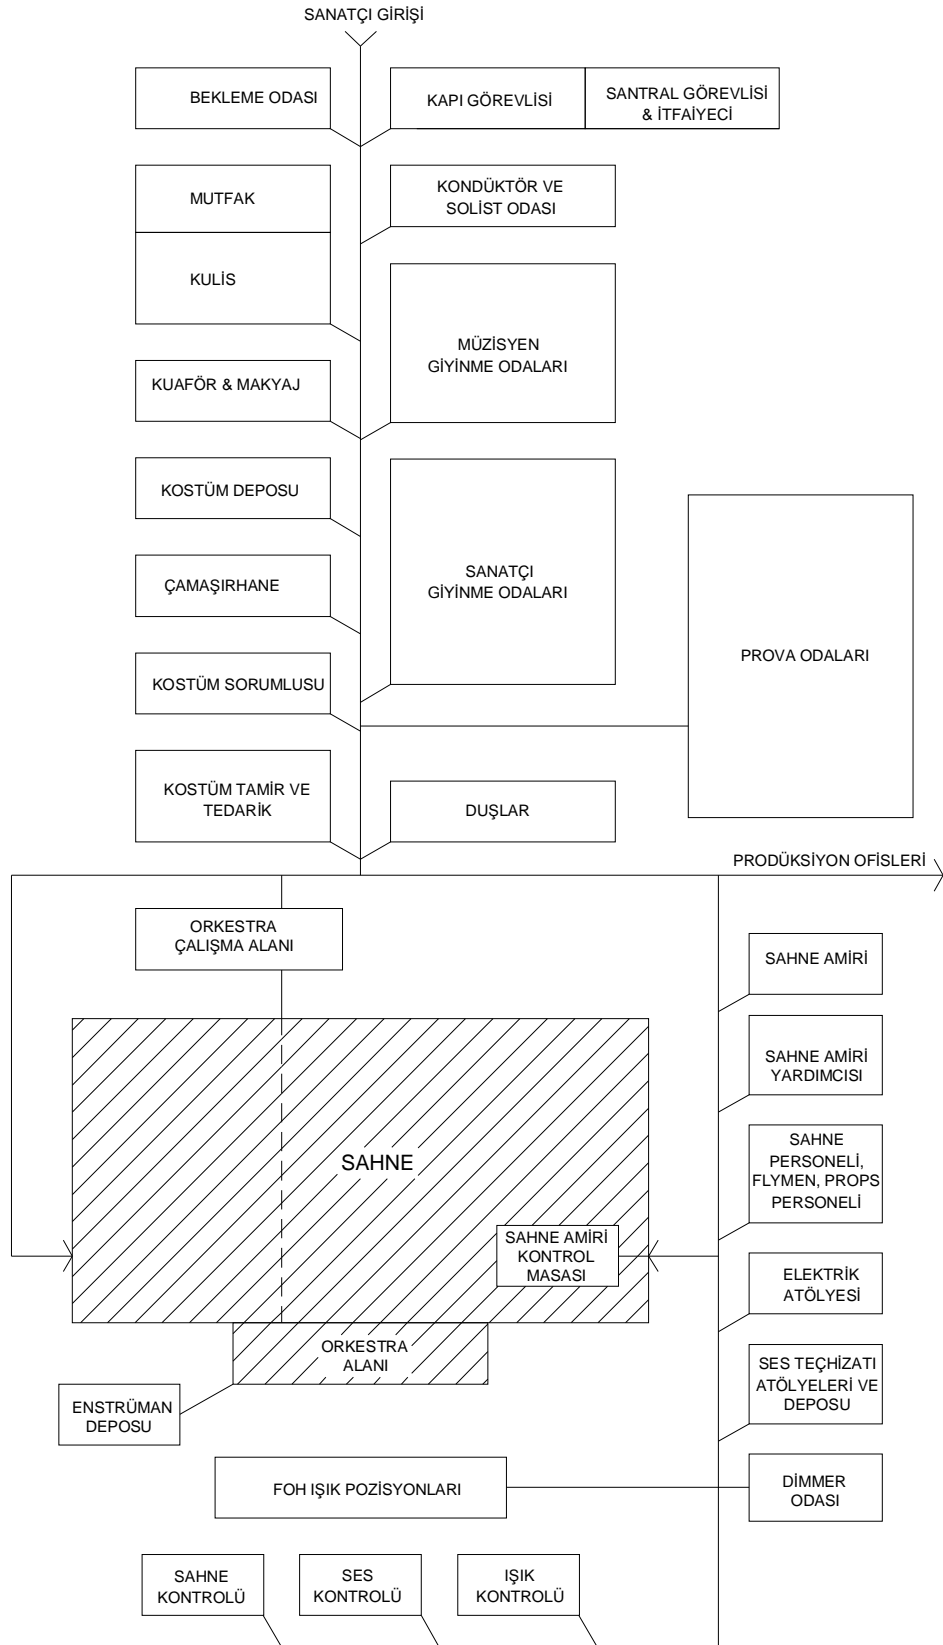 SANATÇI GİRİŞİ
BEKLEME ODASI
KAPI GÖREVLİSİ
SANTRAL GÖREVLİSİ
& İTFAİYECİ
MUTFAK
KONDÜKTÖR VE
SOLİST ODASI
KULİS
MÜZİSYEN
GİYİNME ODALARI
KUAFÖR & MAKYAJ
KOSTÜM DEPOSU
SANATÇI
GİYİNME ODALARI
ÇAMAŞIRHANE
PROVA ODALARI
KOSTÜM SORUMLUSU
KOSTÜM TAMİR VE
TEDARİK
DUŞLAR
PRODÜKSİYON OFİSLERİ
ORKESTRA
ÇALIŞMA ALANI
SAHNE AMİRİ
SAHNE AMİRİ
YARDIMCISI
SAHNE
PERSONELİ,
FLYMEN, PROPS
PERSONELİ
SAHNE
SAHNE AMİRİ
KONTROL
MASASI
ELEKTRİK
ATÖLYESİ
ORKESTRA
ALANI
SES TEÇHİZATI
ATÖLYELERİ VE
DEPOSU
ENSTRÜMAN
DEPOSU
FOH IŞIK POZİSYONLARI
DİMMER
ODASI
SAHNE
KONTROLÜ
SES
KONTROLÜ
IŞIK
KONTROLÜ